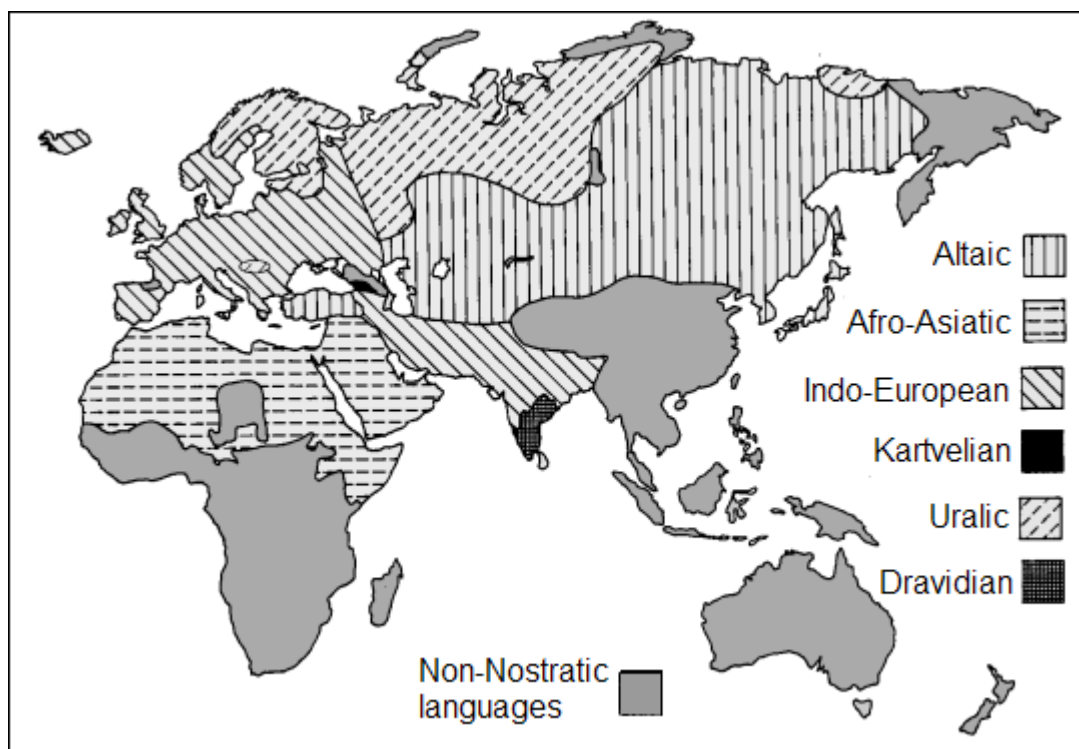 Altaic
Afro-Asiatic
Indo-European
Kartvelian
Uralic
Dravidian
Non-Nostratic
languages